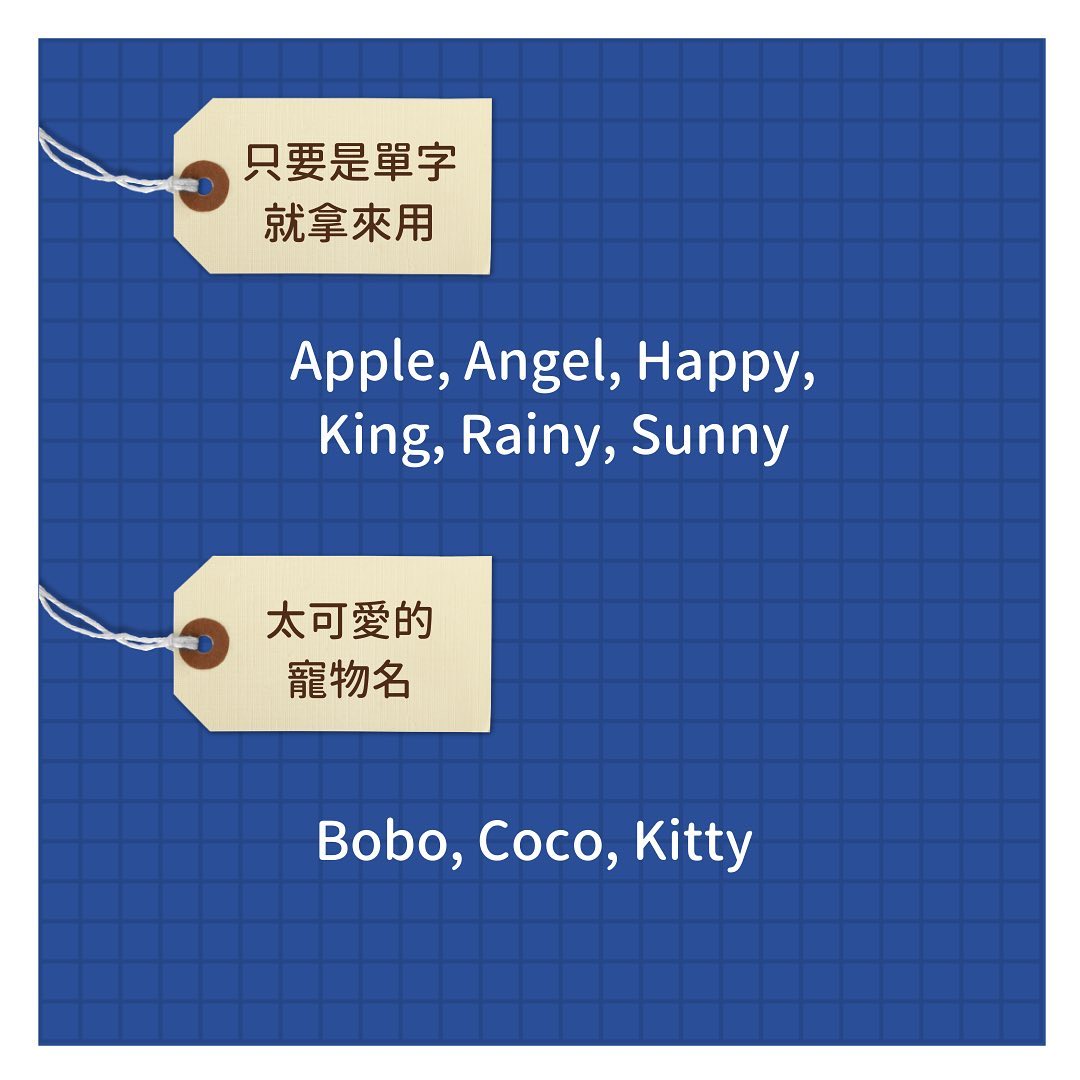 只要是單字
就拿來用
Apple, Angel, Happy,
King, Rainy, Sunny
太可愛的
寵物名
Bobo, Coco, Kitty